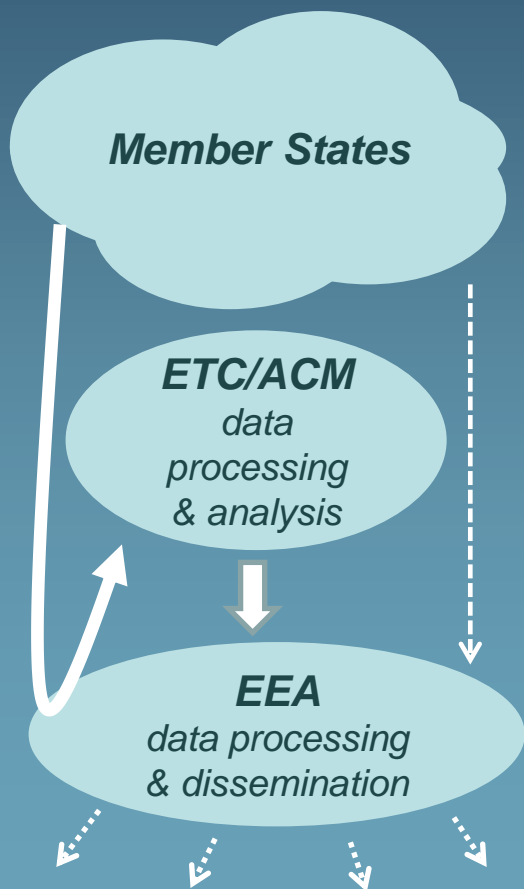 Member States
ETC/ACM
data
processing
& analysis
EEA
data processing
& dissemination